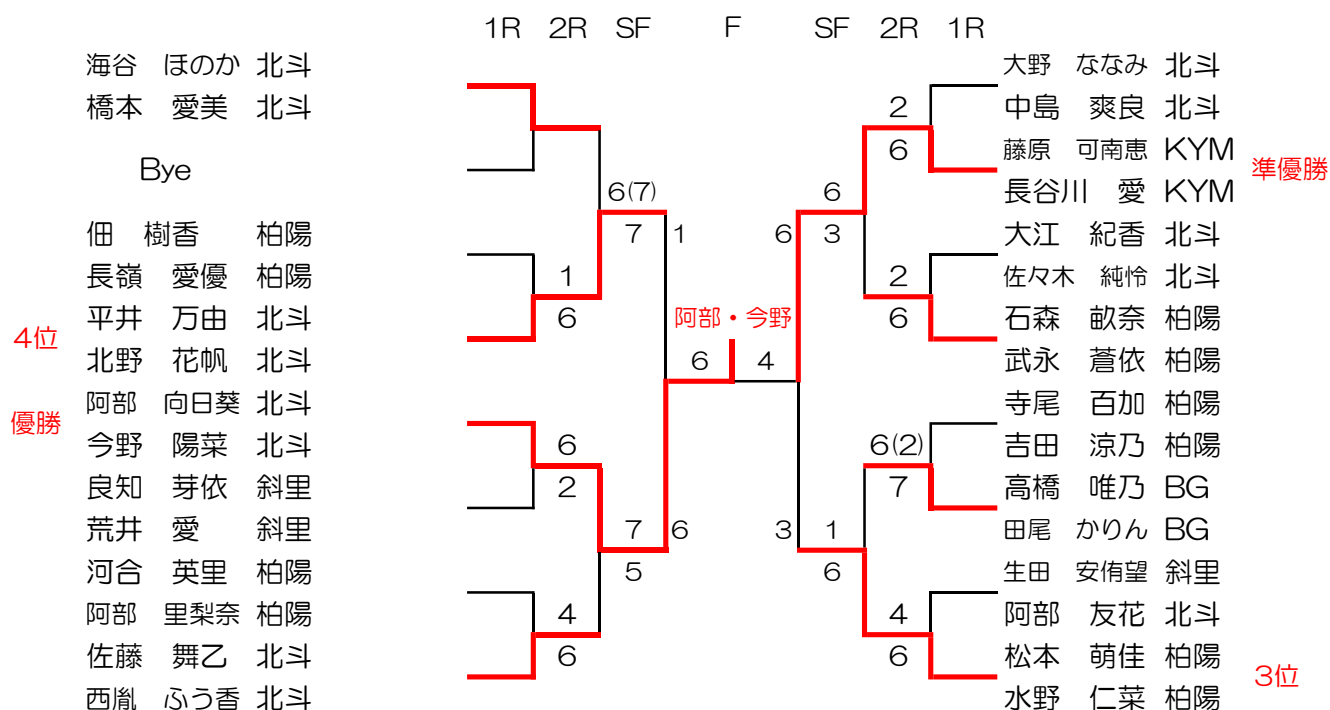 1R 2R SF F SF 2R 1R
海谷 ほのか 北斗
橋本 愛美 北斗
Bye
佃 樹香 柏陽
長嶺 愛優 柏陽
平井 万由 北斗
4位
北野 花帆 北斗
阿部 向日葵 北斗
優勝
今野 陽菜 北斗
良知 芽依 斜里
荒井 愛 斜里
河合 英里 柏陽
阿部 里梨奈 柏陽
佐藤 舞乙 北斗
西胤 ふう香 北斗
6(7)
7
1
1
6
阿部・今野
6
4
6
2
7
6
5
4
6
2
6
6
6
3
2
6
6(2)
7
3
1
6
4
6
大野 ななみ 北斗
中島 爽良 北斗
藤原 可南恵 KYM
準優勝
長谷川 愛 KYM
大江 紀香 北斗
佐々木 純怜 北斗
石森 畝奈 柏陽
武永 蒼依 柏陽
寺尾 百加 柏陽
吉田 涼乃 柏陽
高橋 唯乃 BG
田尾 かりん BG
生田 安侑望 斜里
阿部 友花 北斗
松本 萌佳 柏陽
3位
水野 仁菜 柏陽